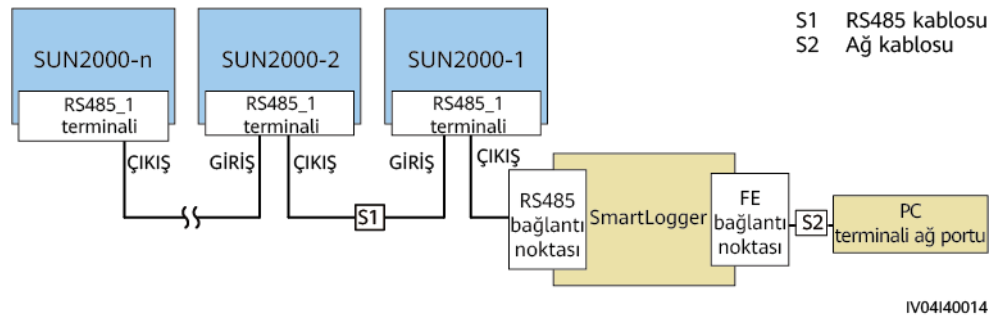 S1 RS485 kablosu
S2 Ağ kablosu
SUN2000-n
SUN2000-2
SUN2000-1
RS485_1
terminali
RS485_1
terminali
RS485_1
terminali
ÇIKIŞ
GİRİŞ
ÇIKIŞ
GİRİŞ
ÇIKIŞ
S1
RS485
bağlantı
noktası
SmartLogger
FE
bağlantı
noktası
S2
PC
terminali ağ portu
IV04I40014